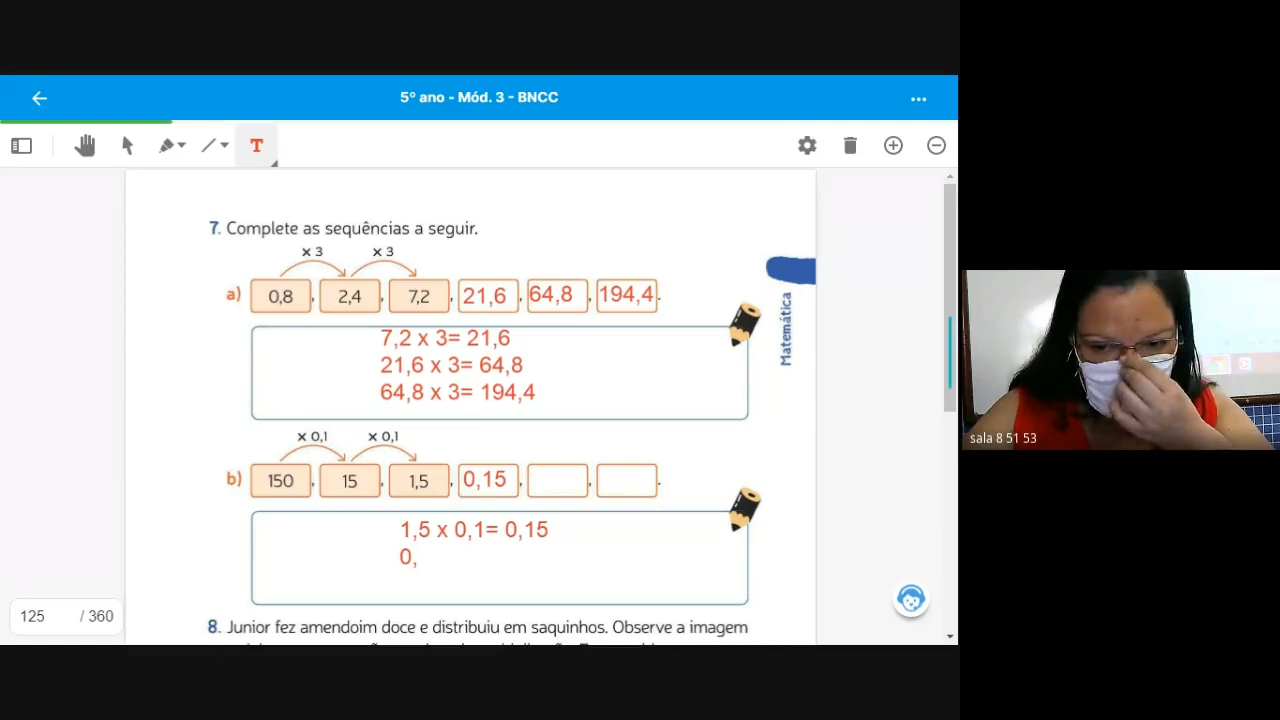 5º ano - Mód. 3 - BNCC
T
7. Complete as sequências a seguir.
x 3 x 3
a) 0,8 , 2,4 , 7,2 , 21,6 , 64,8 , 194,4 .
7,2 x 3= 21,6
21,6 x 3= 64,8
64,8 x 3= 194,4
Matemática
x 0,1 x 0,1
b) 150 , 15 , 1,5 , 0,15 , , .
1,5 x 0,1= 0,15
0,
8. Junior fez amendoim doce e distribuiu em saquinhos. Observe a imagem
125 / 360
sala 8 51 53